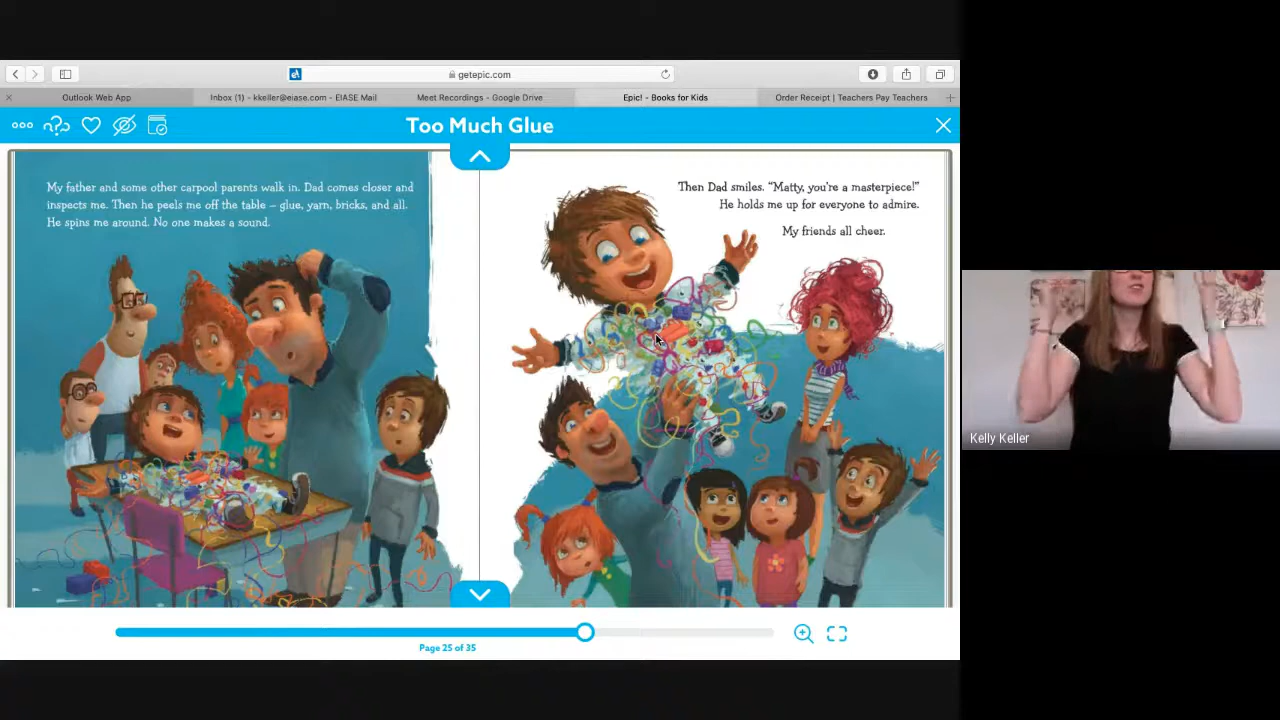 getepic.com
Outlook Web App
Inbox (1) - kkeller@eiase.com - EIASE Mail
Meet Recordings - Google Drive
Epic! - Books for Kids
Order Receipt | Teachers Pay Teachers
Too Much Glue
My father and some other carpool parents walk in. Dad comes closer and
inspects me. Then he peels me off the table – glue, yarn, bricks, and all.
He spins me around. No one makes a sound.
Then Dad smiles. “Matty, you’re a masterpiece!”
He holds me up for everyone to admire.
My friends all cheer.
Page 25 of 35
Kelly Keller